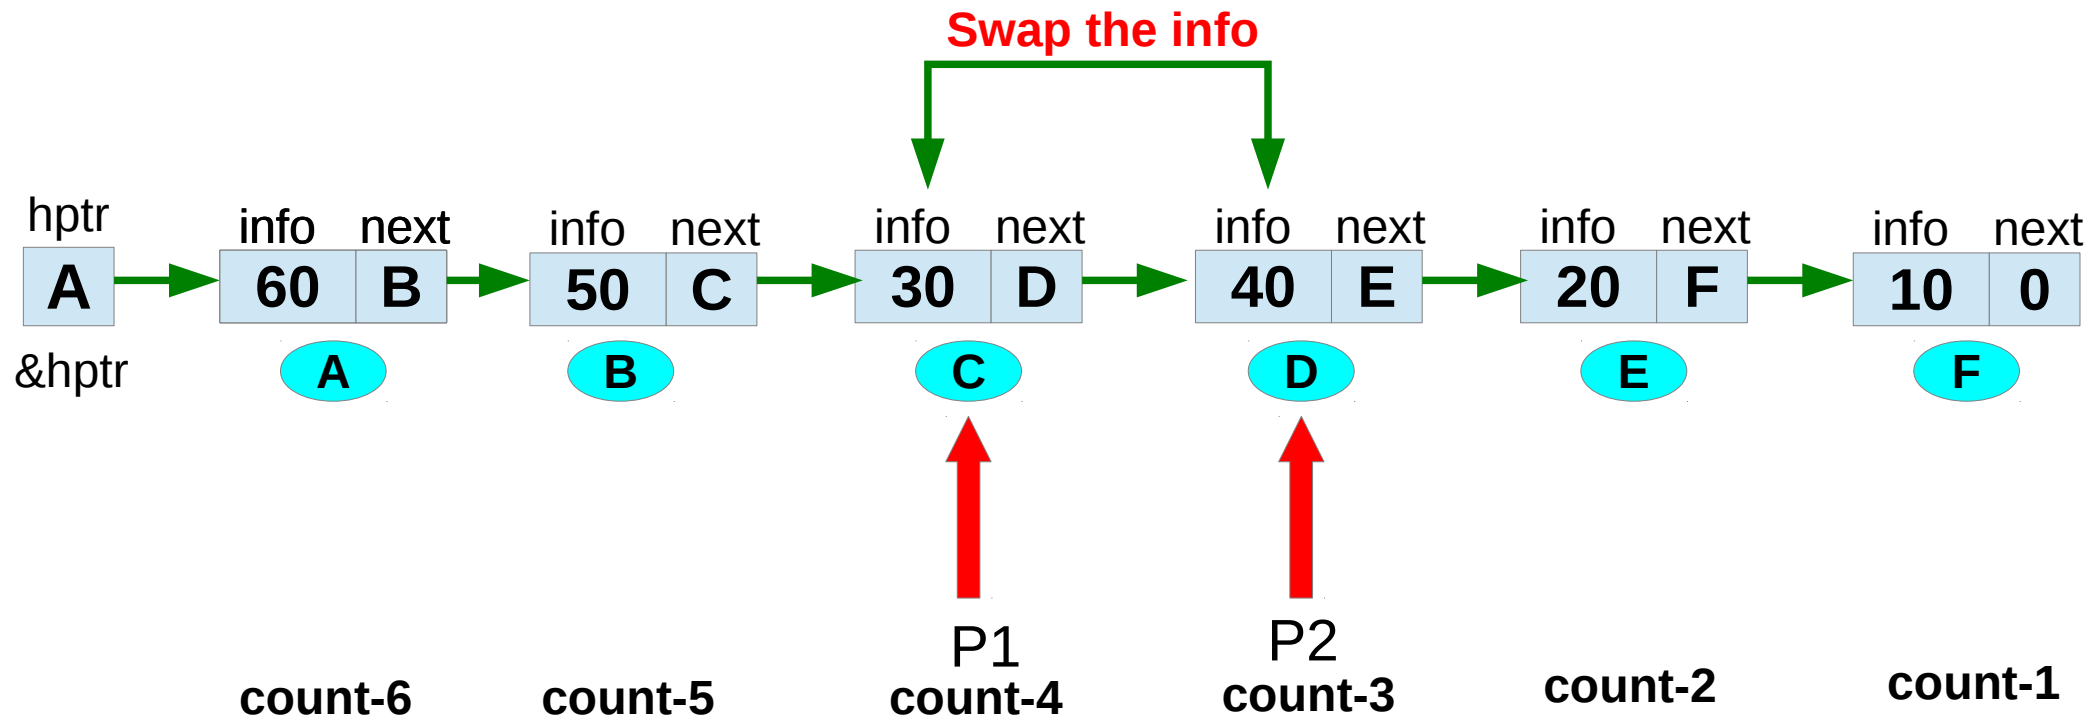 Swap the info
hptr
info next info next info next info next info next info next
A 60 B 50 C 30 D 40 E 20 F 10 0
&hptr A B C D E F
P1 P2
count-6 count-5 count-4 count-3 count-2 count-1